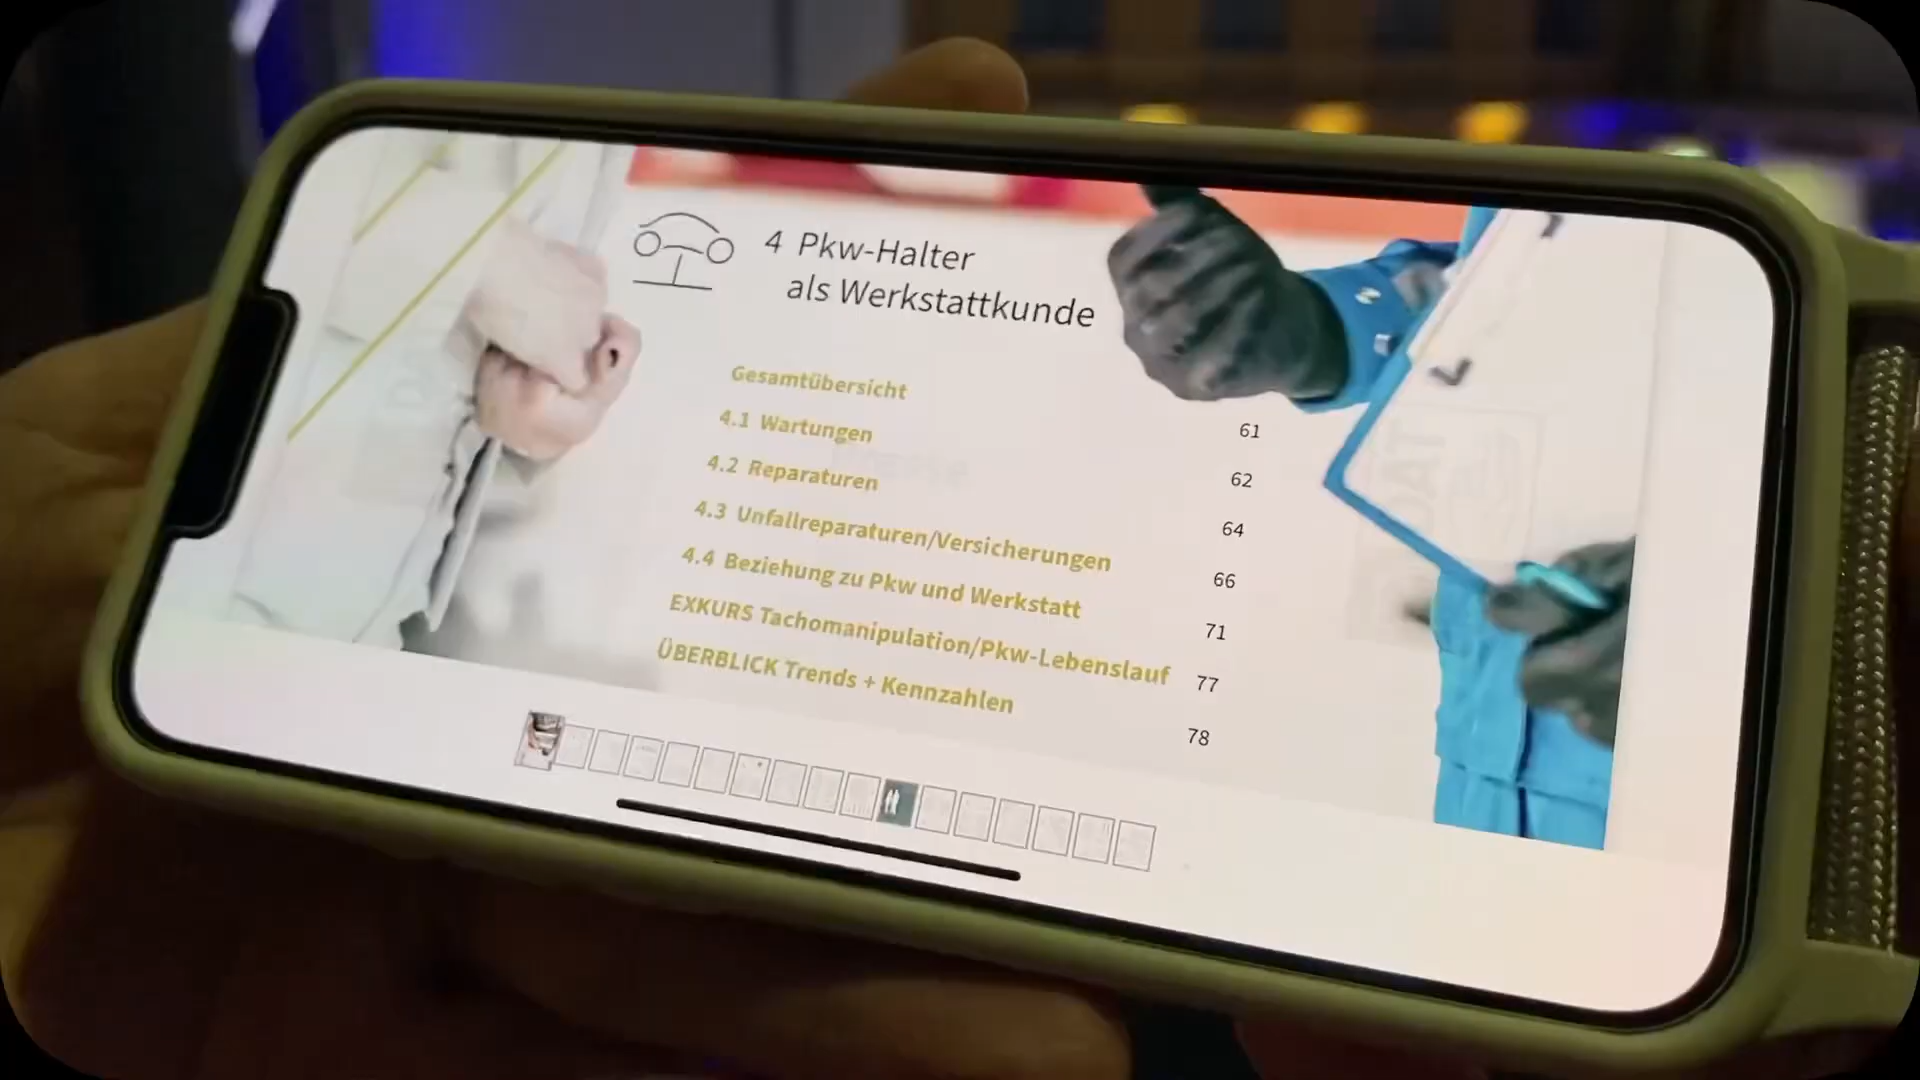 4 Pkw-Halter
als Werkstattkunde
Gesamtübersicht 61
4.1 Wartungen 62
4.2 Reparaturen 64
4.3 Unfallreparaturen/Versicherungen 66
4.4 Beziehung zu Pkw und Werkstatt 71
EXKURS Tachomanipulation/Pkw-Lebenslauf 77
ÜBERBLICK Trends + Kennzahlen 78
DAT